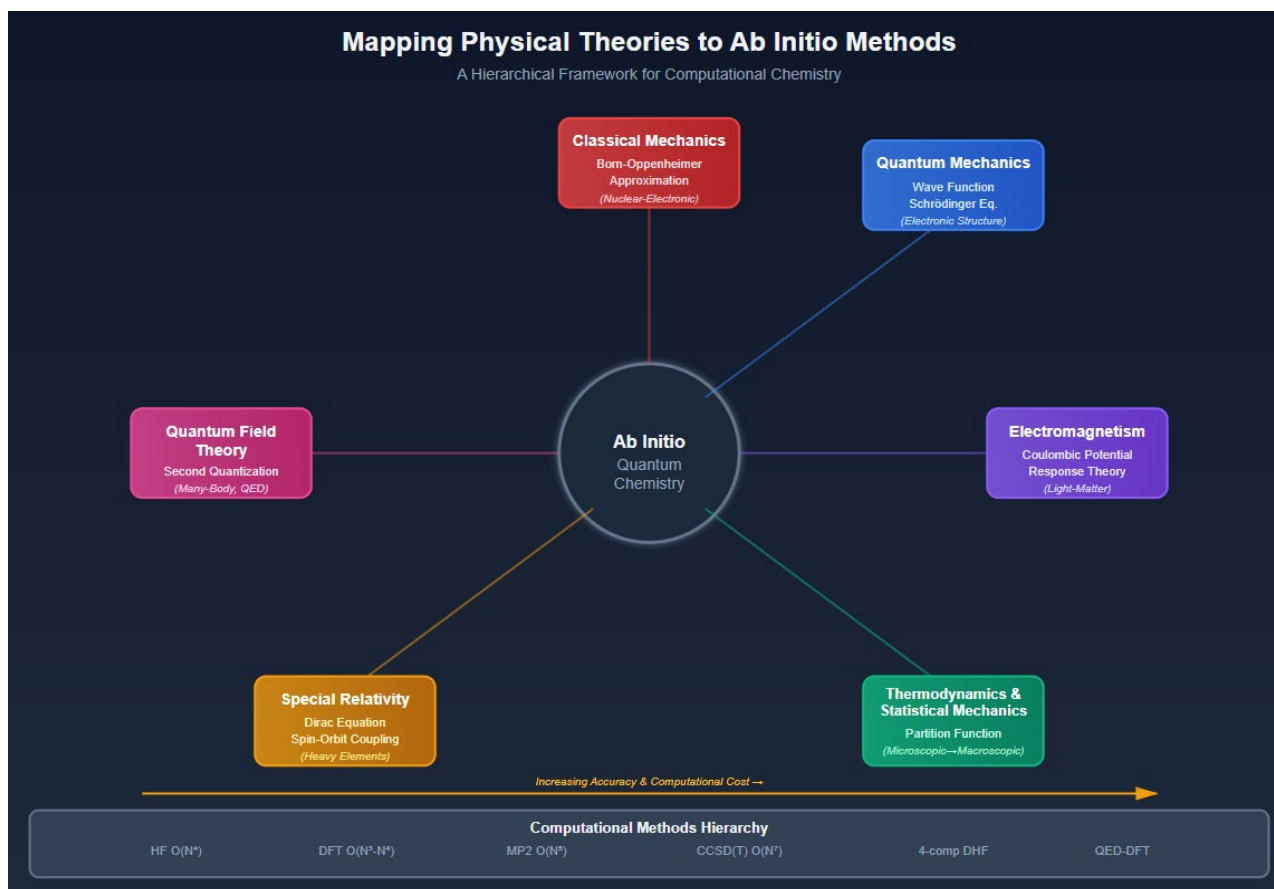 Mapping Physical Theories to Ab Initio Methods
A Hierarchical Framework for Computational Chemistry
Classical Mechanics
Born-Oppenheimer
Approximation
(Nuclear-Electronic)
Quantum Mechanics
Wave Function
Schrödinger Eq.
(Electronic Structure)
Quantum Field
Theory
Second Quantization
(Many-Body, QED)
Ab Initio
Quantum
Chemistry
Electromagnetism
Coulombic Potential
Response Theory
(Light-Matter)
Special Relativity
Dirac Equation
Spin-Orbit Coupling
(Heavy Elements)
Thermodynamics &
Statistical Mechanics
Partition Function
(Microscopic→Macroscopic)
Increasing Accuracy & Computational Cost →
Computational Methods Hierarchy
HF O(N⁴) DFT O(N³-N⁴) MP2 O(N⁵) CCSD(T) O(N⁷) 4-comp DHF QED-DFT